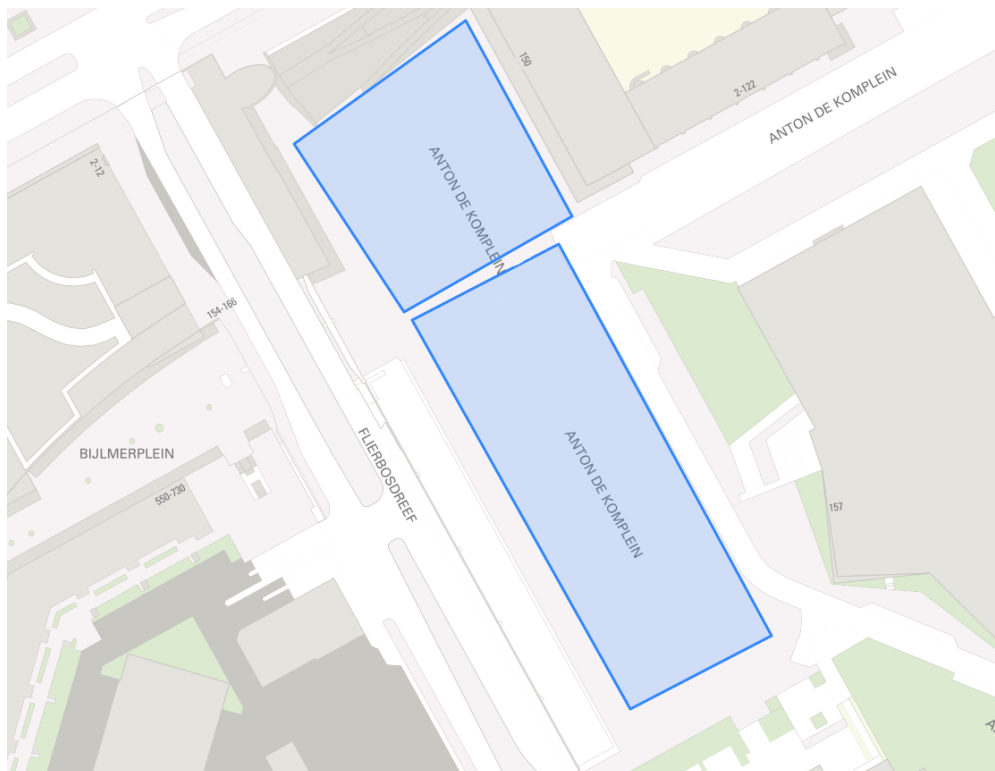 150
2-122
ANTON DE KOMPLEIN
2-12
ANTON DE KOMPLEIN
154-166
BIJLMERPLEIN
FLIERBOSDREEF
ANTON DE KOMPLEIN
550-730
157